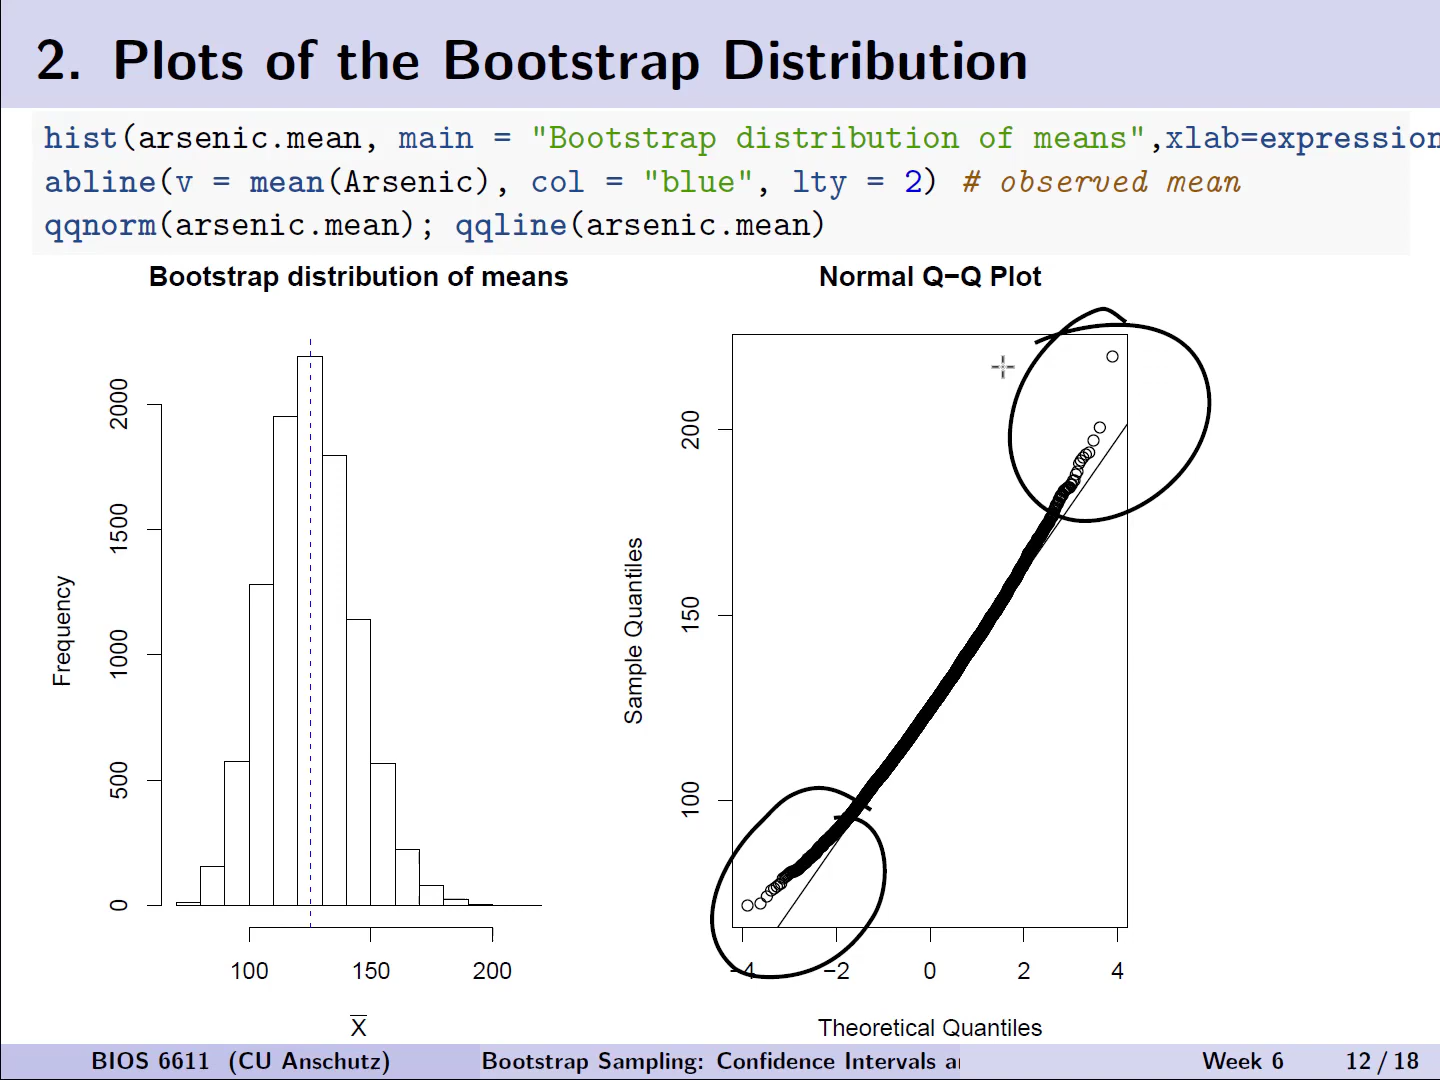 2. Plots of the Bootstrap Distribution
hist(arsenic.mean, main = "Bootstrap distribution of means",xlab=expression
abline(v = mean(Arsenic), col = "blue", lty = 2) # observed mean
qqnorm(arsenic.mean); qqline(arsenic.mean)
Bootstrap distribution of means
Frequency
2000
1500
1000
500
0
100 150 200
X
Normal Q−Q Plot
Sample Quantiles
200
150
100
−4 −2 0 2 4
Theoretical Quantiles
BIOS 6611 (CU Anschutz) Bootstrap Sampling: Confidence Intervals Week 6 12 / 18